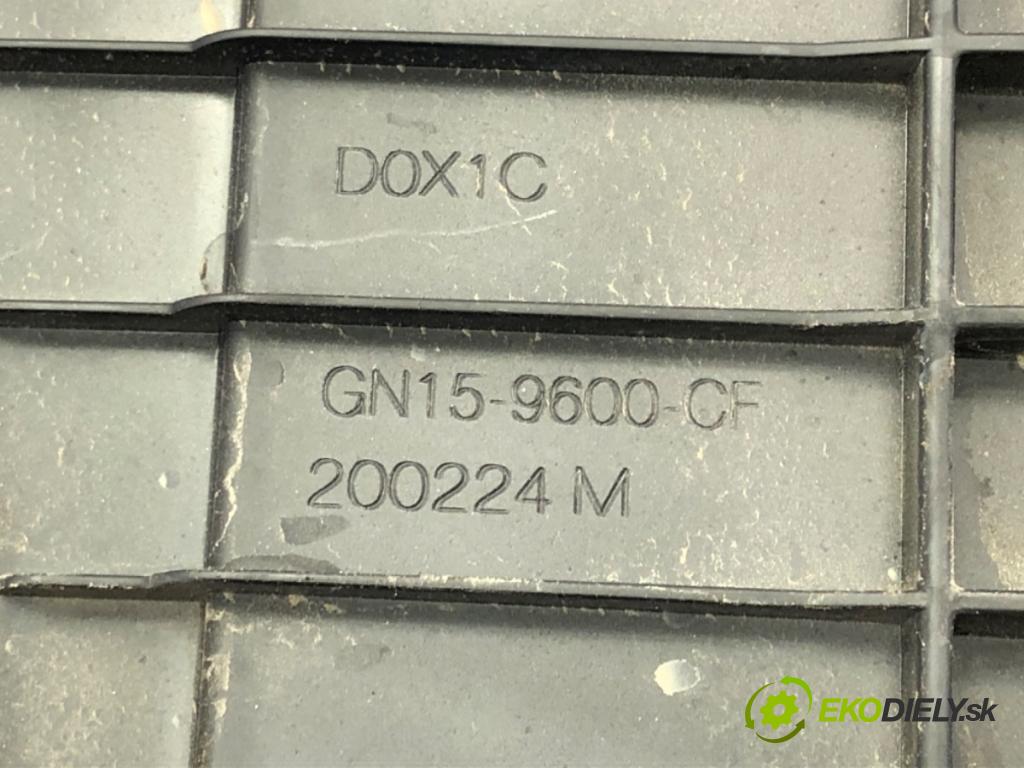 D0X1C
GN15-9600-CF
200224 M
EKODIELY.sk